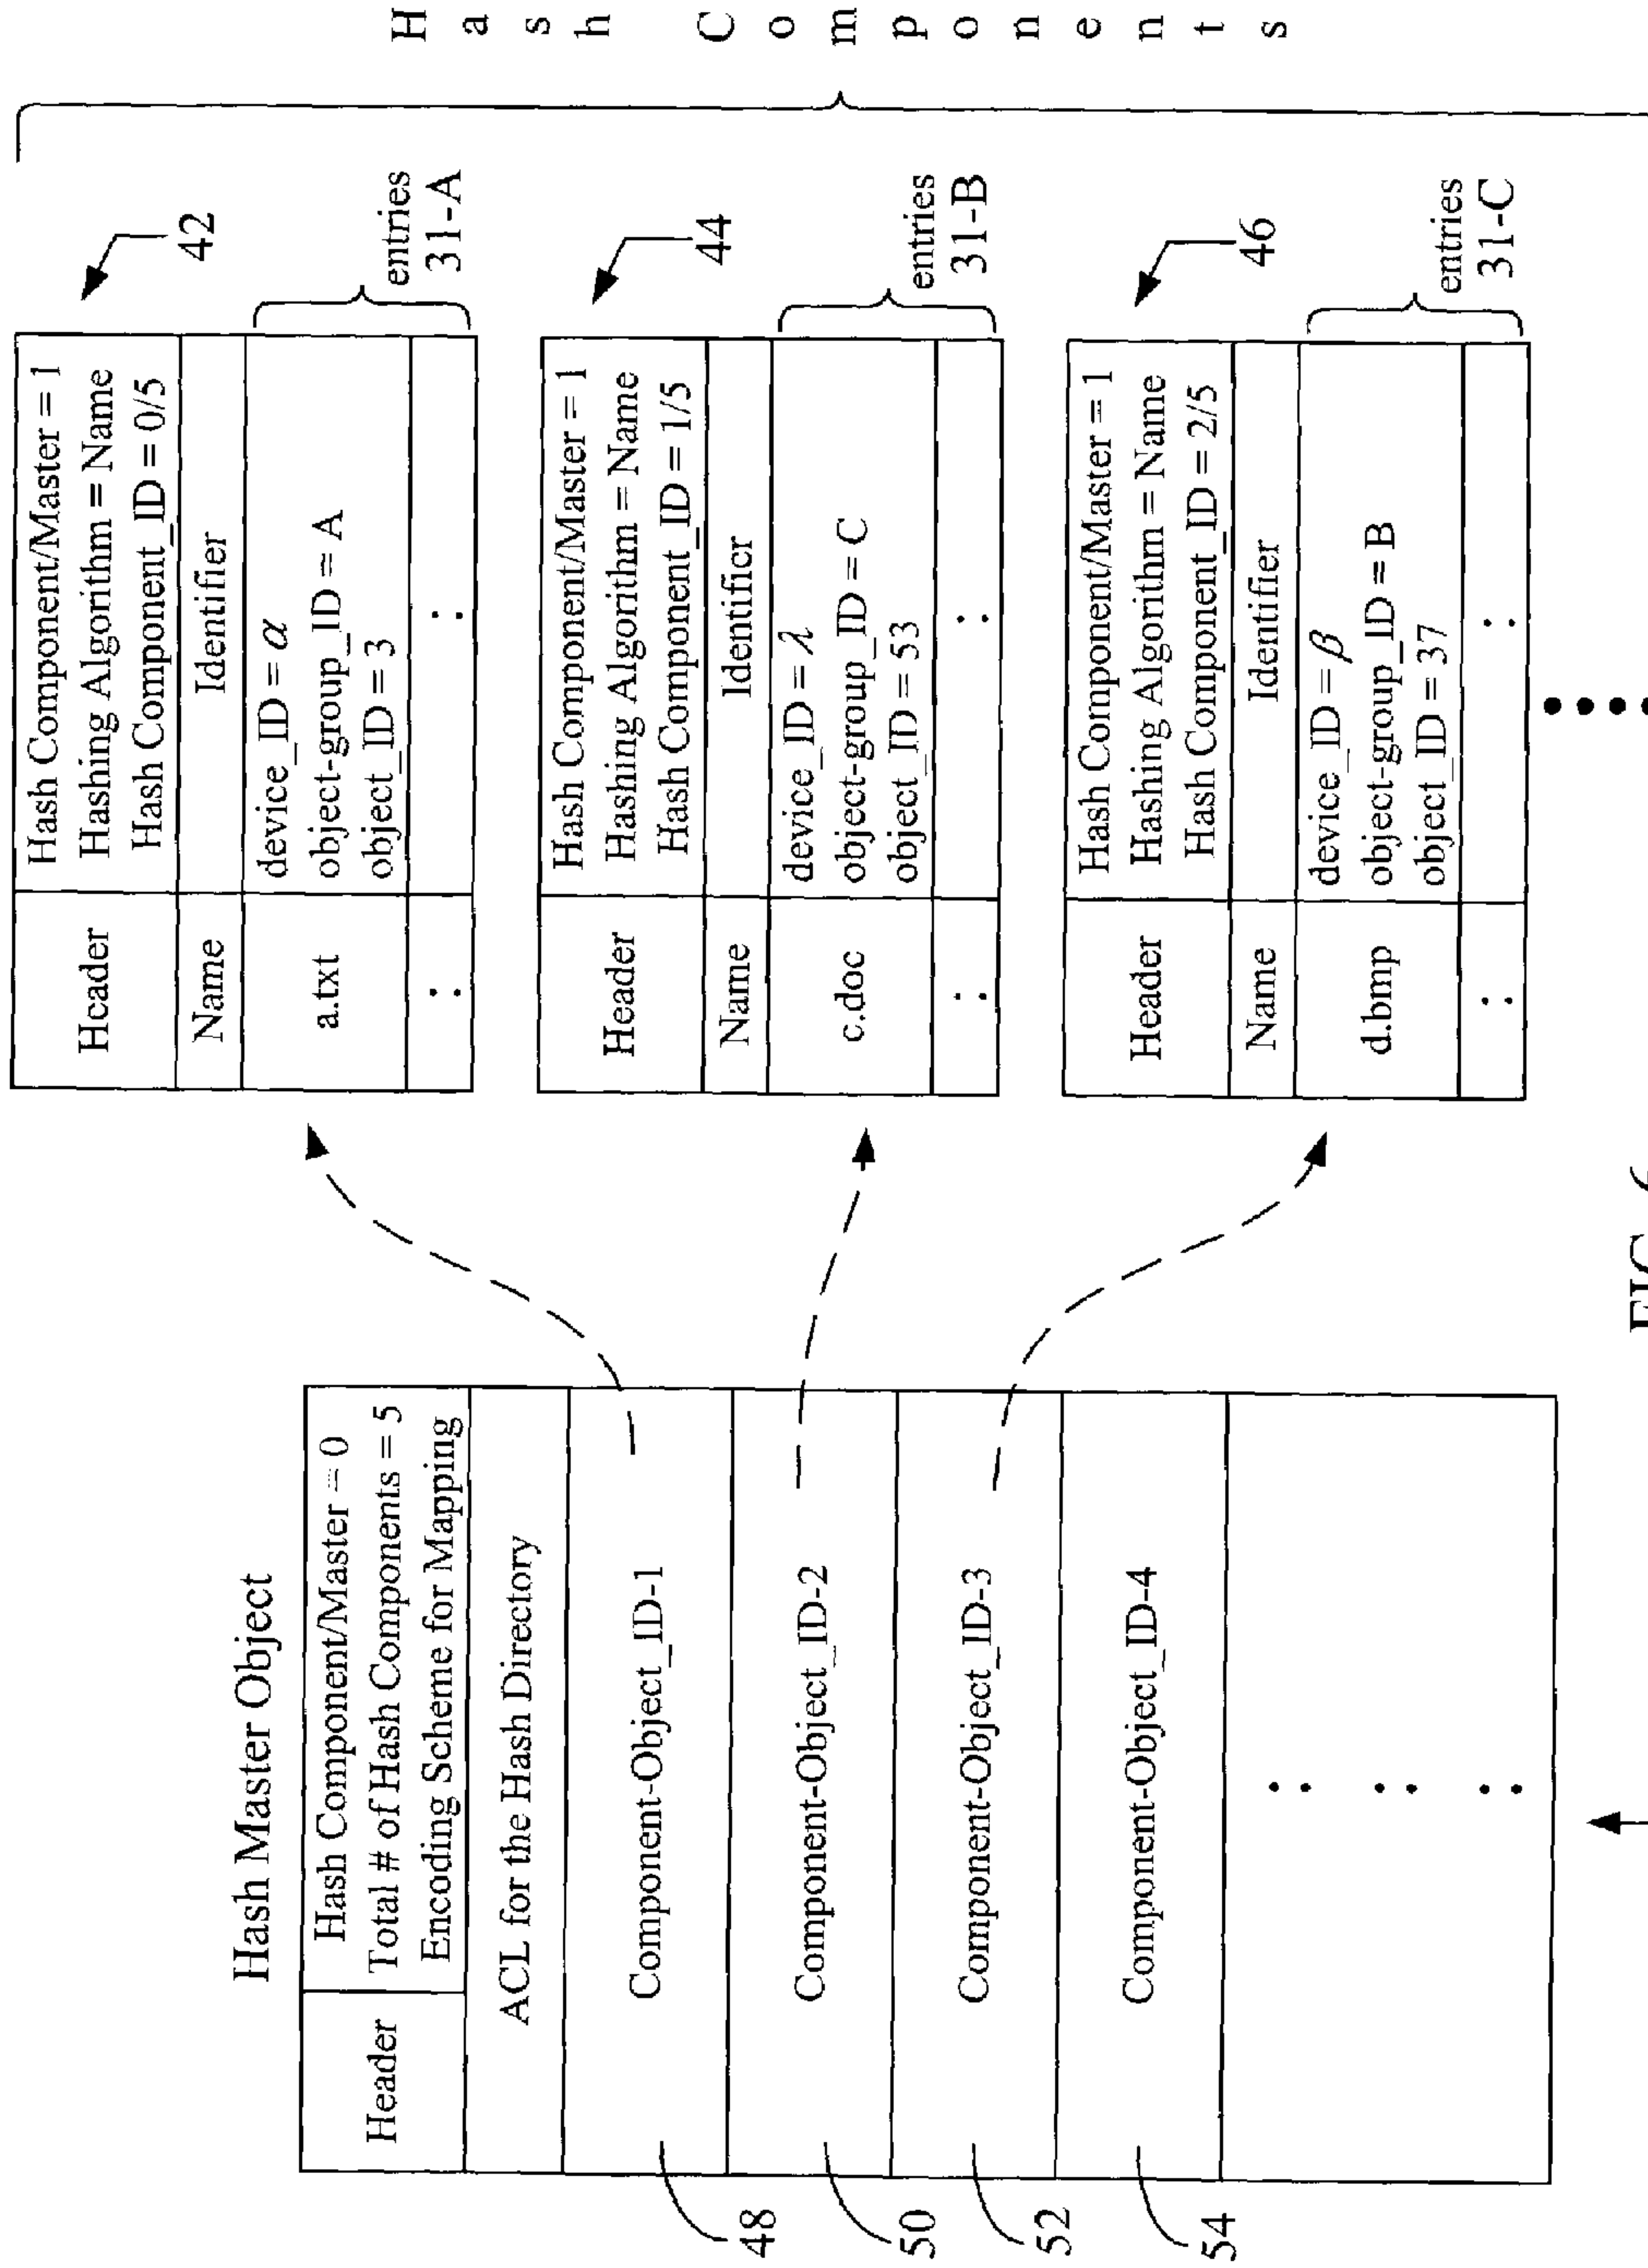 Hash Master Object
Header
Hash Component/Master = 0
Total # of Hash Components = 5
Encoding Scheme for Mapping
ACL for the Hash Directory
Component-Object_ID-1
Component-Object_ID-2
Component-Object_ID-3
Component-Object_ID-4
48
50
52
54
Header
Hash Component/Master = 1
Hashing Algorithm = Name
Hash Component_ID = 0/5
Name
Identifier
a.txt
device_ID = α
object-group_ID = A
object_ID = 3
42
entries
31-A
Header
Hash Component/Master = 1
Hashing Algorithm = Name
Hash Component_ID = 1/5
Name
Identifier
c.doc
device_ID = λ
object-group_ID = C
object_ID = 53
44
entries
31-B
Header
Hash Component/Master = 1
Hashing Algorithm = Name
Hash Component_ID = 2/5
Name
Identifier
d.bmp
device_ID = β
object-group_ID = B
object_ID = 37
46
entries
31-C
Hash Components
FIG. 6